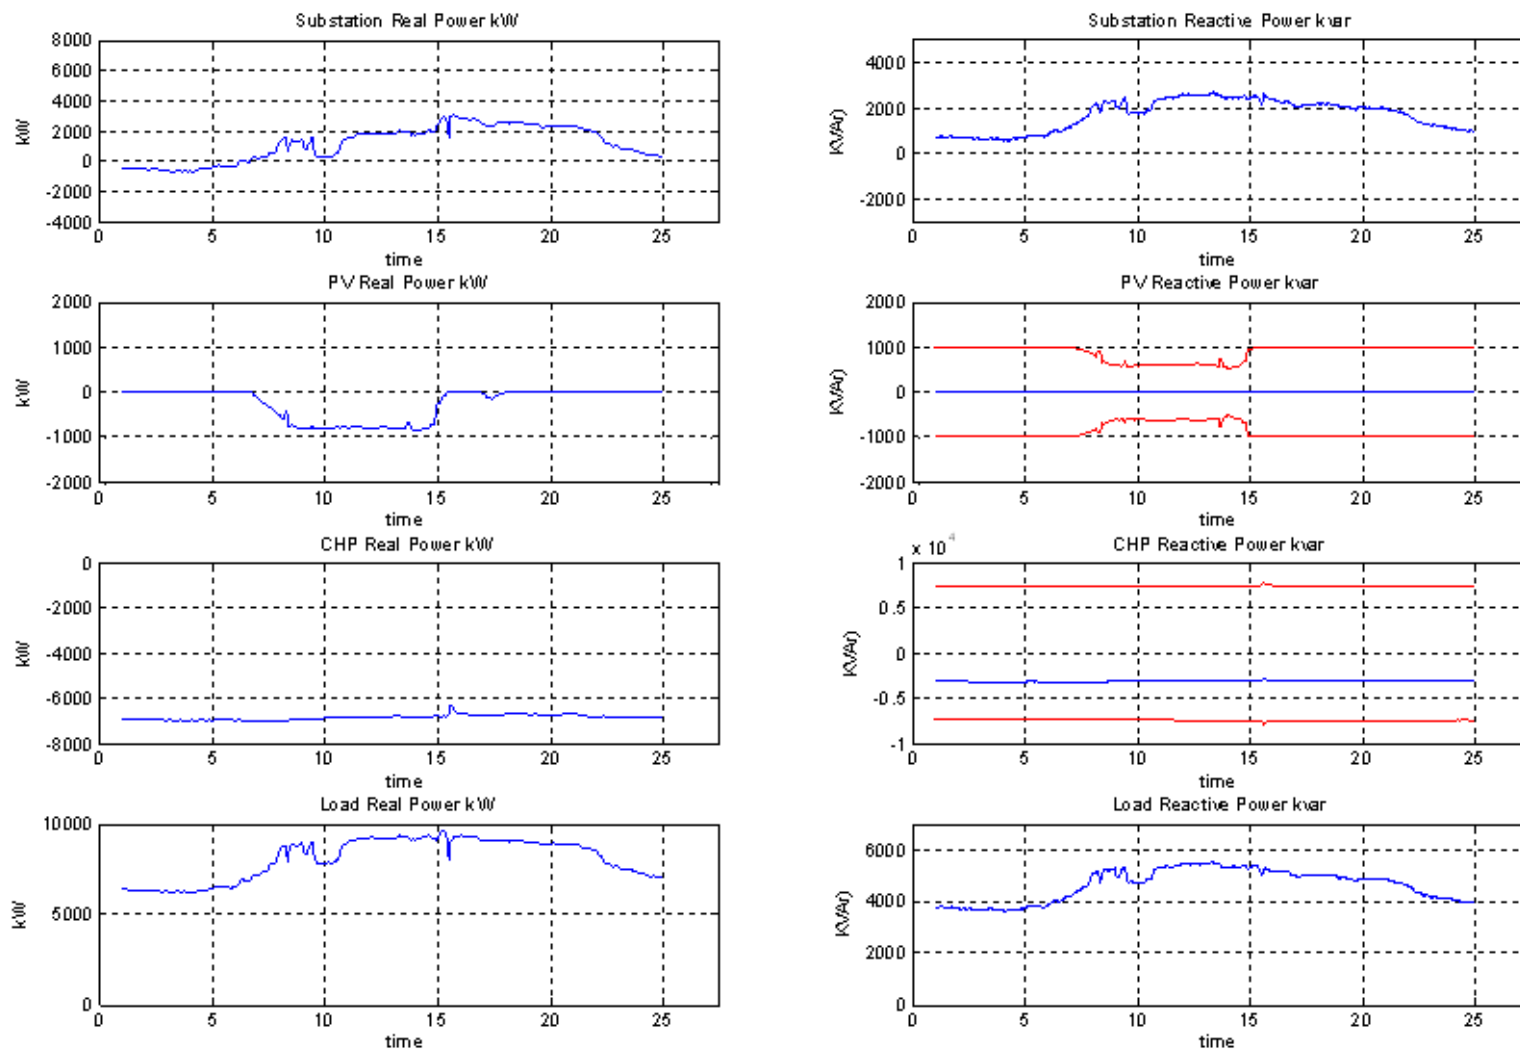 Substation Real Power kW
8000
6000
4000
2000
0
-2000
-4000
kW
0 5 10 15 20 25
time
Substation Reactive Power kvar
4000
2000
0
-2000
KVAr)
0 5 10 15 20 25
time
PV Real Power kW
2000
1000
0
-1000
-2000
kW
0 5 10 15 20 25
time
PV Reactive Power kvar
2000
1000
0
-1000
-2000
KVAr)
0 5 10 15 20 25
time
CHP Real Power kW
0
-2000
-4000
-6000
-8000
kW
0 5 10 15 20 25
time
CHP Reactive Power kvar
x 10^4
1
0.5
0
-0.5
-1
KVAr)
0 5 10 15 20 25
time
Load Real Power kW
10000
5000
0
kW
0 5 10 15 20 25
time
Load Reactive Power kvar
6000
4000
2000
0
KVAr)
0 5 10 15 20 25
time